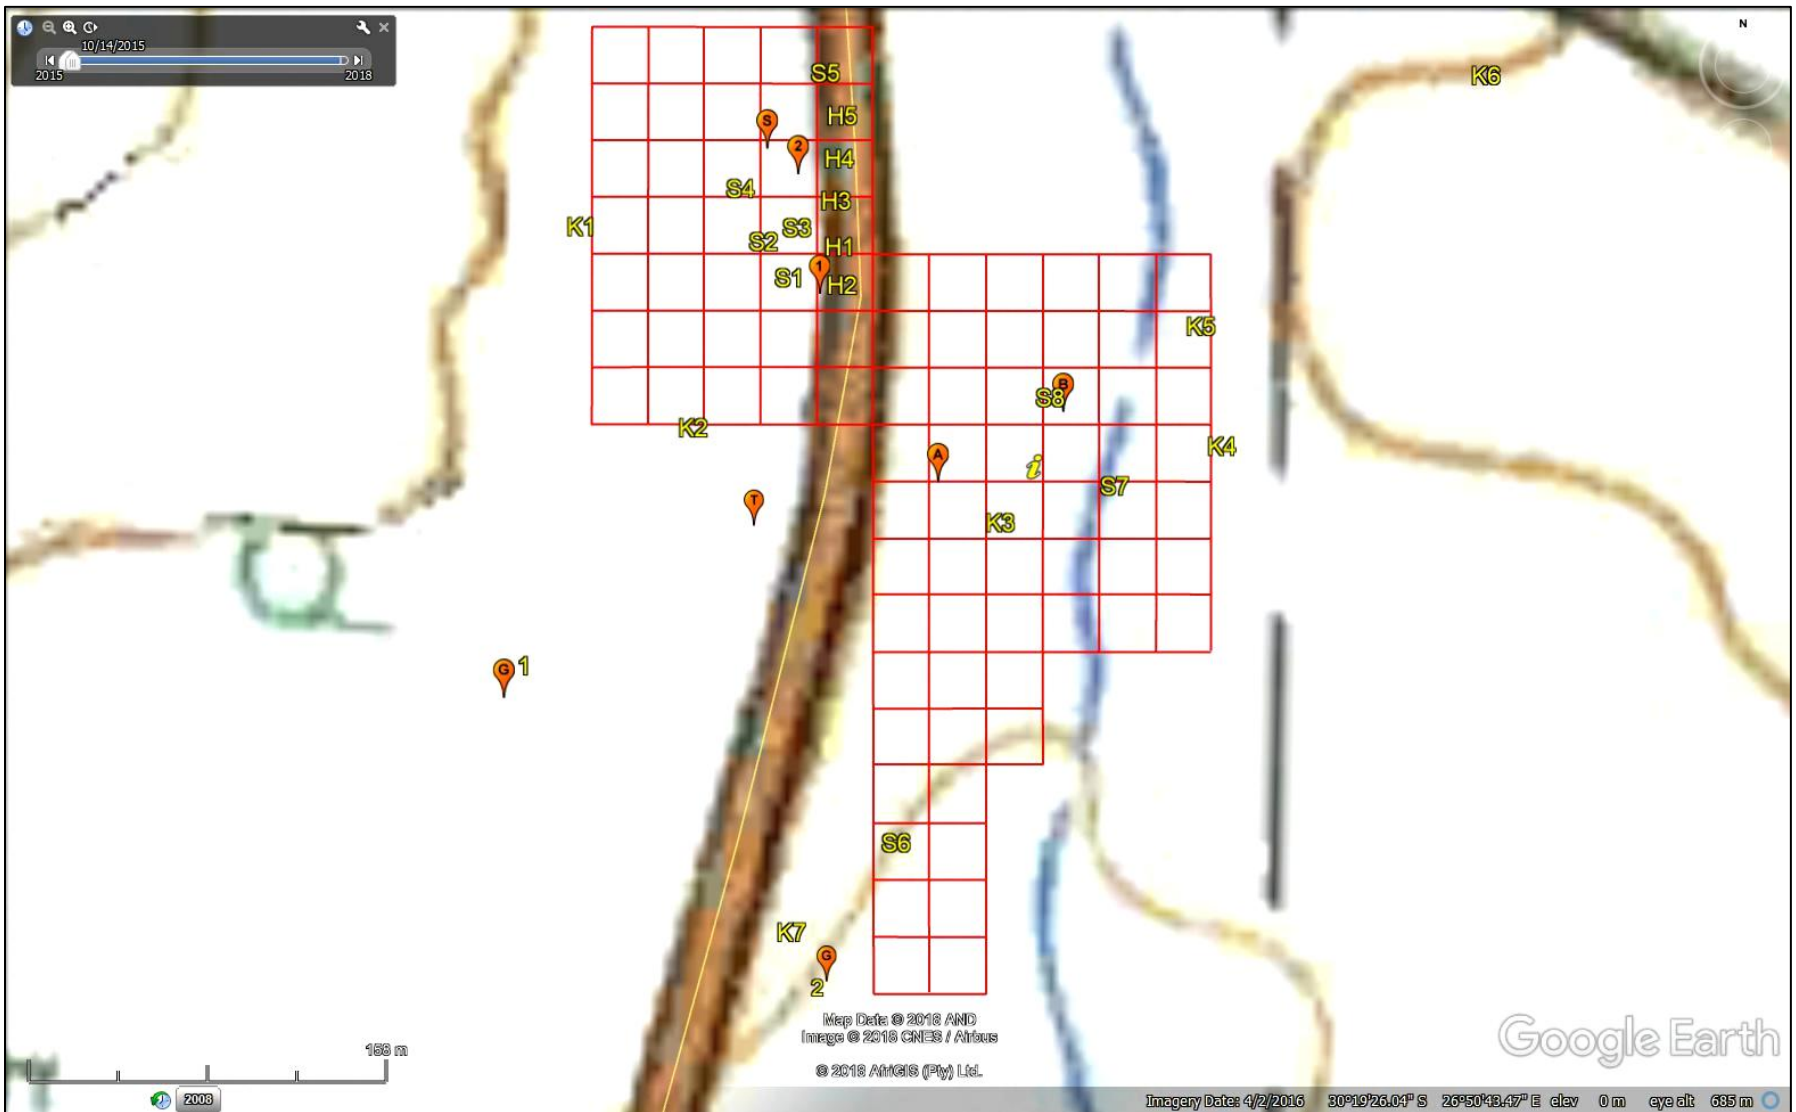 N
10/14/2015
2015
2018
K6
S5
S
H5
2
H4
S4
H3
K1
S3
S2
H1
1
S1
H2
K5
B
S8
K2
K4
A
i
S7
T
K3
G 1
S6
K7
G
2
Map Data © 2018 AND
Image © 2018 CNES / Airbus
© 2018 AfriGIS (Pty) Ltd.
Google Earth
158 m
2008
Imagery Date: 4/2/2016 30°19'26.04" S 26°50'43.47" E elev 0 m eye alt 685 m